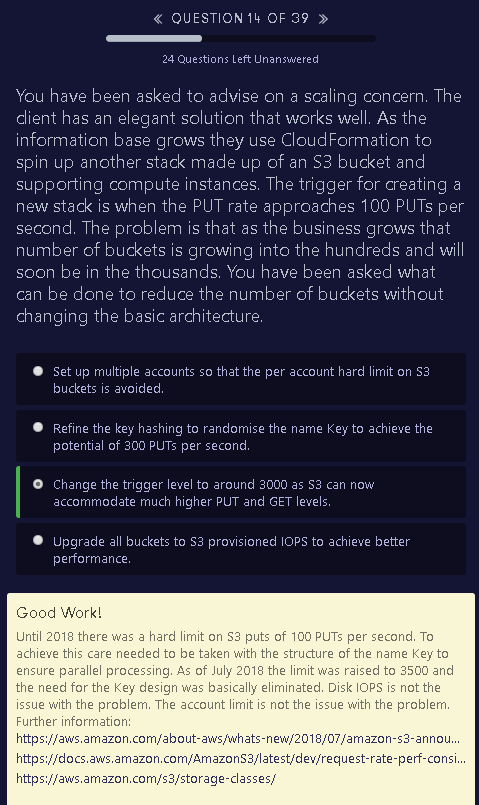 « QUESTION 14 OF 39 »
24 Questions Left Unanswered
You have been asked to advise on a scaling concern. The
client has an elegant solution that works well. As the
information base grows they use CloudFormation to
spin up another stack made up of an S3 bucket and
supporting compute instances. The trigger for creating a
new stack is when the PUT rate approaches 100 PUTs per
second. The problem is that as the business grows that
number of buckets is growing into the hundreds and will
soon be in the thousands. You have been asked what
can be done to reduce the number of buckets without
changing the basic architecture.
Set up multiple accounts so that the per account hard limit on S3
buckets is avoided.
Refine the key hashing to randomise the name Key to achieve the
potential of 300 PUTs per second.
Change the trigger level to around 3000 as S3 can now
accommodate much higher PUT and GET levels.
Upgrade all buckets to S3 provisioned IOPS to achieve better
performance.
Good Work!
Until 2018 there was a hard limit on S3 puts of 100 PUTs per second. To
achieve this care needed to be taken with the structure of the name Key to
ensure parallel processing. As of July 2018 the limit was raised to 3500 and
the need for the Key design was basically eliminated. Disk IOPS is not the
issue with the problem. The account limit is not the issue with the problem.
Further information:
https://aws.amazon.com/about-aws/whats-new/2018/07/amazon-s3-annou...
https://docs.aws.amazon.com/AmazonS3/latest/dev/request-rate-perf-consi...
https://aws.amazon.com/s3/storage-classes/